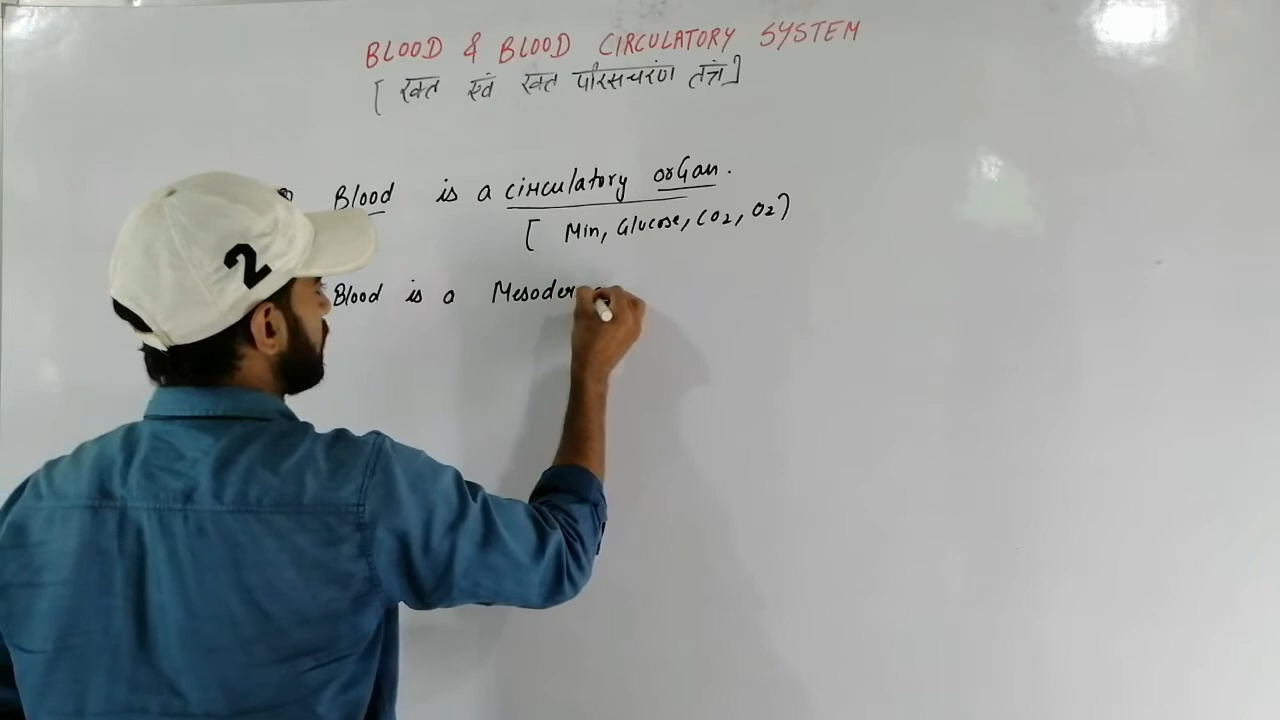 BLOOD & BLOOD CIRCULATORY SYSTEM
[ रक्त एवं रक्त परिसंचरण तंत्र ]
Blood is a circulatory orGan.
[ Min, Glucose, CO2, O2 )
2
Blood is a Mesoder